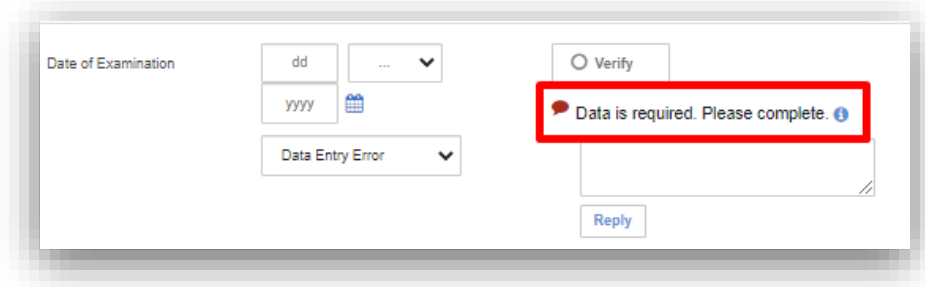 Date of Examination
dd
...
Verify
yyyy
Data is required. Please complete.
Data Entry Error
Reply